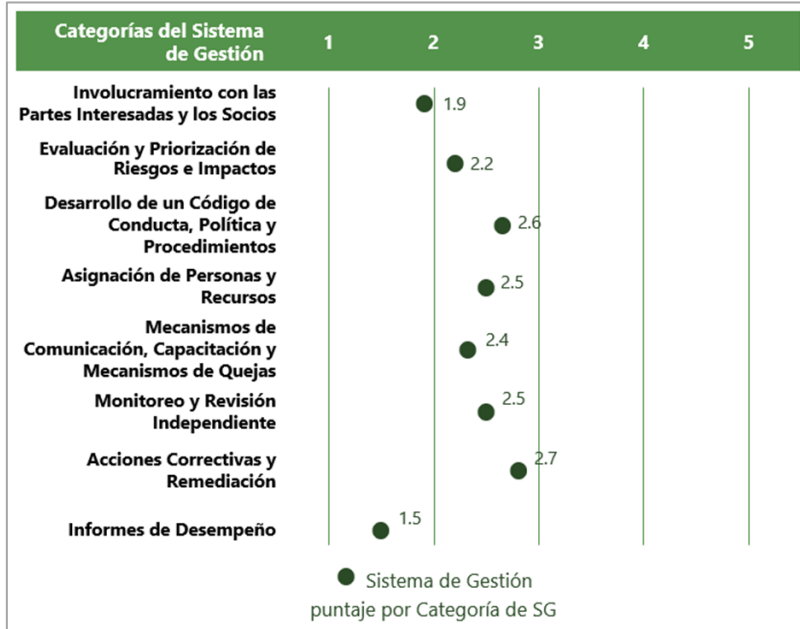 Categorías del Sistema
de Gestión
1 2 3 4 5
Involucramiento con las
Partes Interesadas y los Socios
1.9
Evaluación y Priorización de
Riesgos e Impactos
2.2
Desarrollo de un Código de
Conducta, Política y
Procedimientos
2.6
Asignación de Personas y
Recursos
2.5
Mecanismos de
Comunicación, Capacitación y
Mecanismos de Quejas
2.4
Monitoreo y Revisión
Independiente
2.5
Acciones Correctivas y
Remediación
2.7
Informes de Desempeño
1.5
Sistema de Gestión
puntaje por Categoría de SG